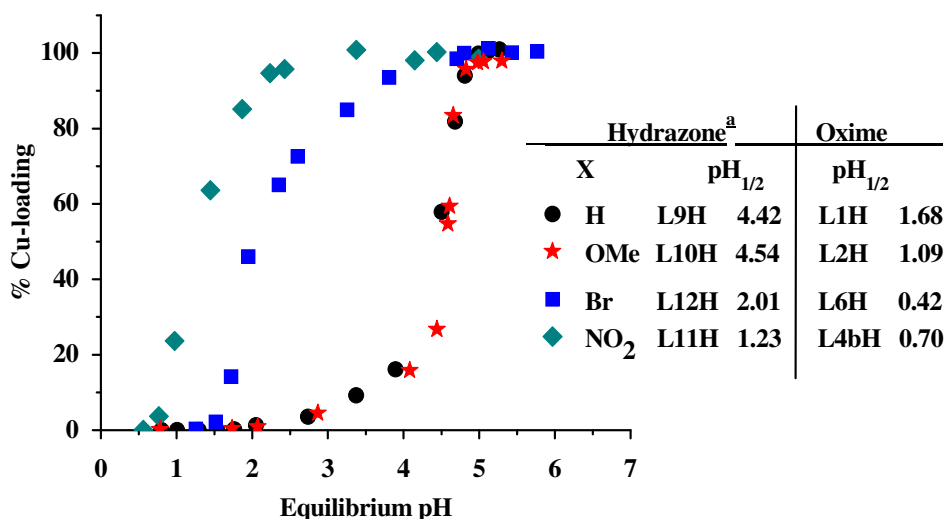 100
80
60
40
20
0
% Cu-loading
0 1 2 3 4 5 6 7
Equilibrium pH
Hydrazoneª Oxime
X pH1/2 pH1/2
H L9H 4.42 L1H 1.68
OMe L10H 4.54 L2H 1.09
Br L12H 2.01 L6H 0.42
NO2 L11H 1.23 L4bH 0.70